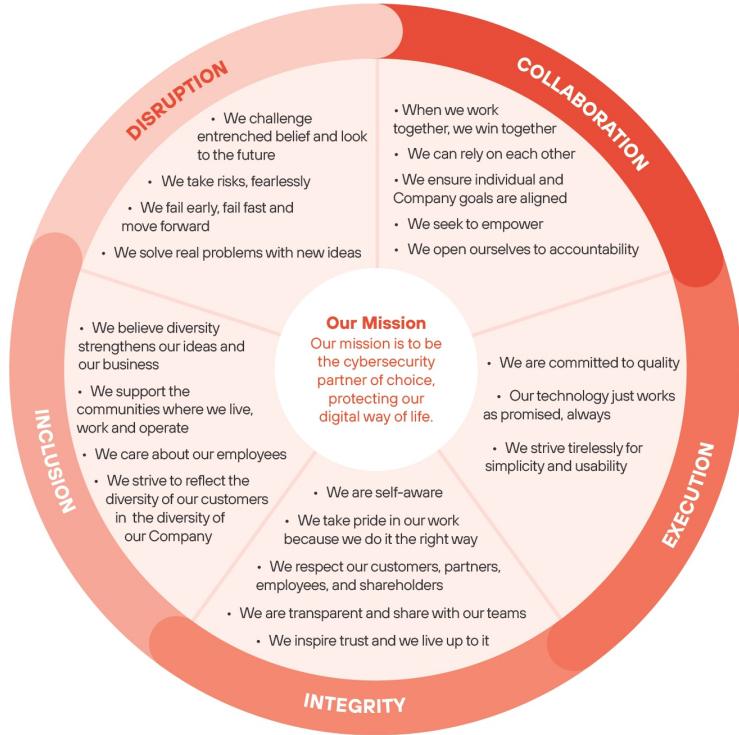 DISRUPTION
• We challenge
entrenched belief and look
to the future
• We take risks, fearlessly
• We fail early, fail fast and
move forward
• We solve real problems with new ideas
COLLABORATION
• When we work
together, we win together
• We can rely on each other
• We ensure individual and
Company goals are aligned
• We seek to empower
• We open ourselves to accountability
Our Mission
Our mission is to be
the cybersecurity
partner of choice,
protecting our
digital way of life.
EXECUTION
• We are committed to quality
• Our technology just works
as promised, always
• We strive tirelessly for
simplicity and usability
INTEGRITY
• We are self-aware
• We take pride in our work
because we do it the right way
• We respect our customers, partners,
employees, and shareholders
• We are transparent and share with our teams
• We inspire trust and we live up to it
INCLUSION
• We believe diversity
strengthens our ideas and
our business
• We support the
communities where we live,
work and operate
• We care about our employees
• We strive to reflect the
diversity of our customers
in the diversity of
our Company